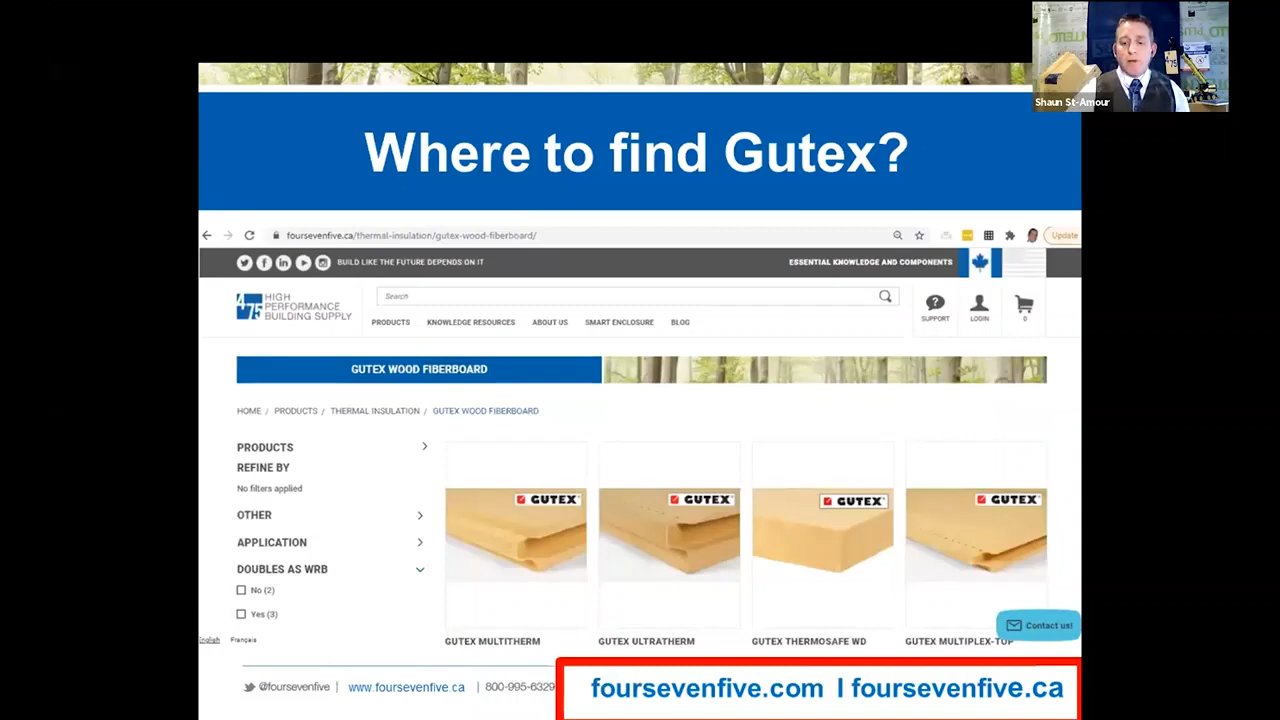 Shaun St-Amour
Where to find Gutex?
foursevenfive.ca/thermal-insulation/gutex-wood-fiberboard/
Update
BUILD LIKE THE FUTURE DEPENDS ON IT
ESSENTIAL KNOWLEDGE AND COMPONENTS
475 HIGH PERFORMANCE BUILDING SUPPLY
Search
SUPPORT
LOGIN
0
PRODUCTS KNOWLEDGE RESOURCES ABOUT US SMART ENCLOSURE BLOG
GUTEX WOOD FIBERBOARD
HOME / PRODUCTS / THERMAL INSULATION / GUTEX WOOD FIBERBOARD
PRODUCTS
REFINE BY
No filters applied
OTHER
APPLICATION
DOUBLES AS WRB
No (2)
Yes (3)
GUTEX
GUTEX
GUTEX
GUTEX
GUTEX MULTITHERM
GUTEX ULTRATHERM
GUTEX THERMOSAFE WD
GUTEX MULTIPLEX-TOP
Contact us!
English Français
@foursevenfive | www.foursevenfive.ca | 800-995-6329
foursevenfive.com I foursevenfive.ca